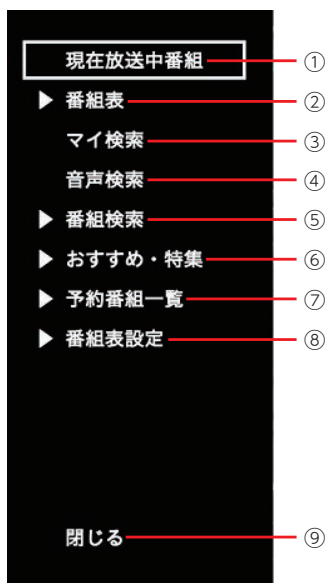 現在放送中番組 ①
▶ 番組表 ②
マイ検索 ③
音声検索 ④
▶ 番組検索 ⑤
▶ おすすめ・特集 ⑥
▶ 予約番組一覧 ⑦
▶ 番組表設定 ⑧
閉じる ⑨